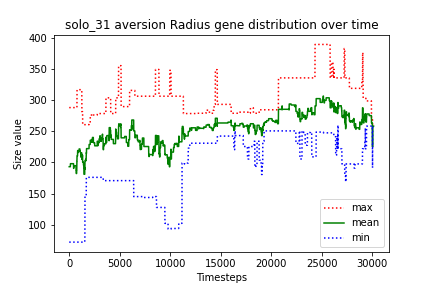 solo_31 aversion Radius gene distribution over time
Size value
400
350
300
250
200
150
100
0
5000
10000
15000
20000
25000
30000
Timesteps
max
mean
min